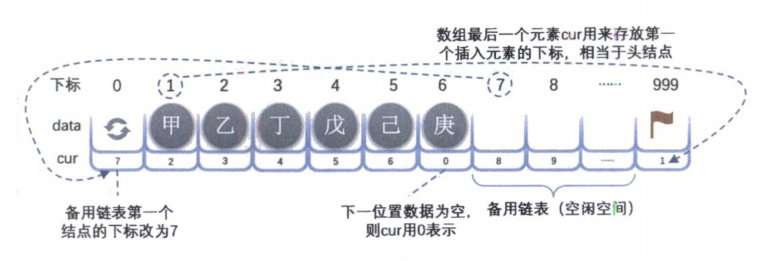 数组最后一个元素cur用来存放第一
个插入元素的下标，相当于头结点
下标 0 1 2 3 4 5 6 7 8 …… 999
data 甲 乙 丁 戊 己 庚
cur 7 2 3 4 5 6 0 8 9 — 1
备用链表第一个
结点的下标改为7
下一位置数据为空，
则cur用0表示
备用链表（空闲空间）